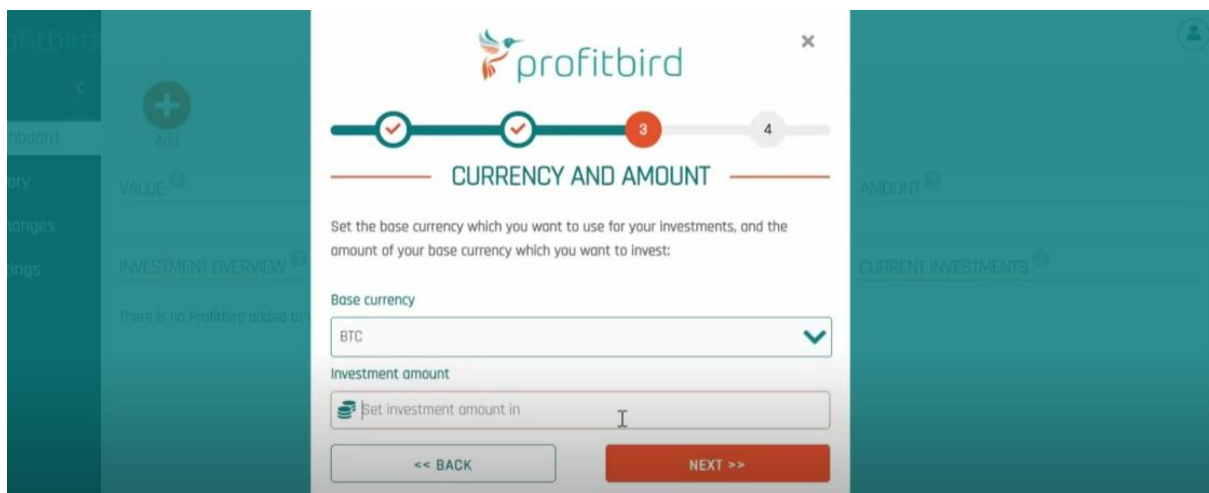 profitbird
×
3
4
CURRENCY AND AMOUNT
Set the base currency which you want to use for your investments, and the
amount of your base currency which you want to invest:
Base currency
BTC
Investment amount
Set investment amount in
<< BACK
NEXT >>
Add
VALUE
AMOUNT
INVESTMENT OVERVIEW
CURRENT INVESTMENTS
There is no Profitbird added to